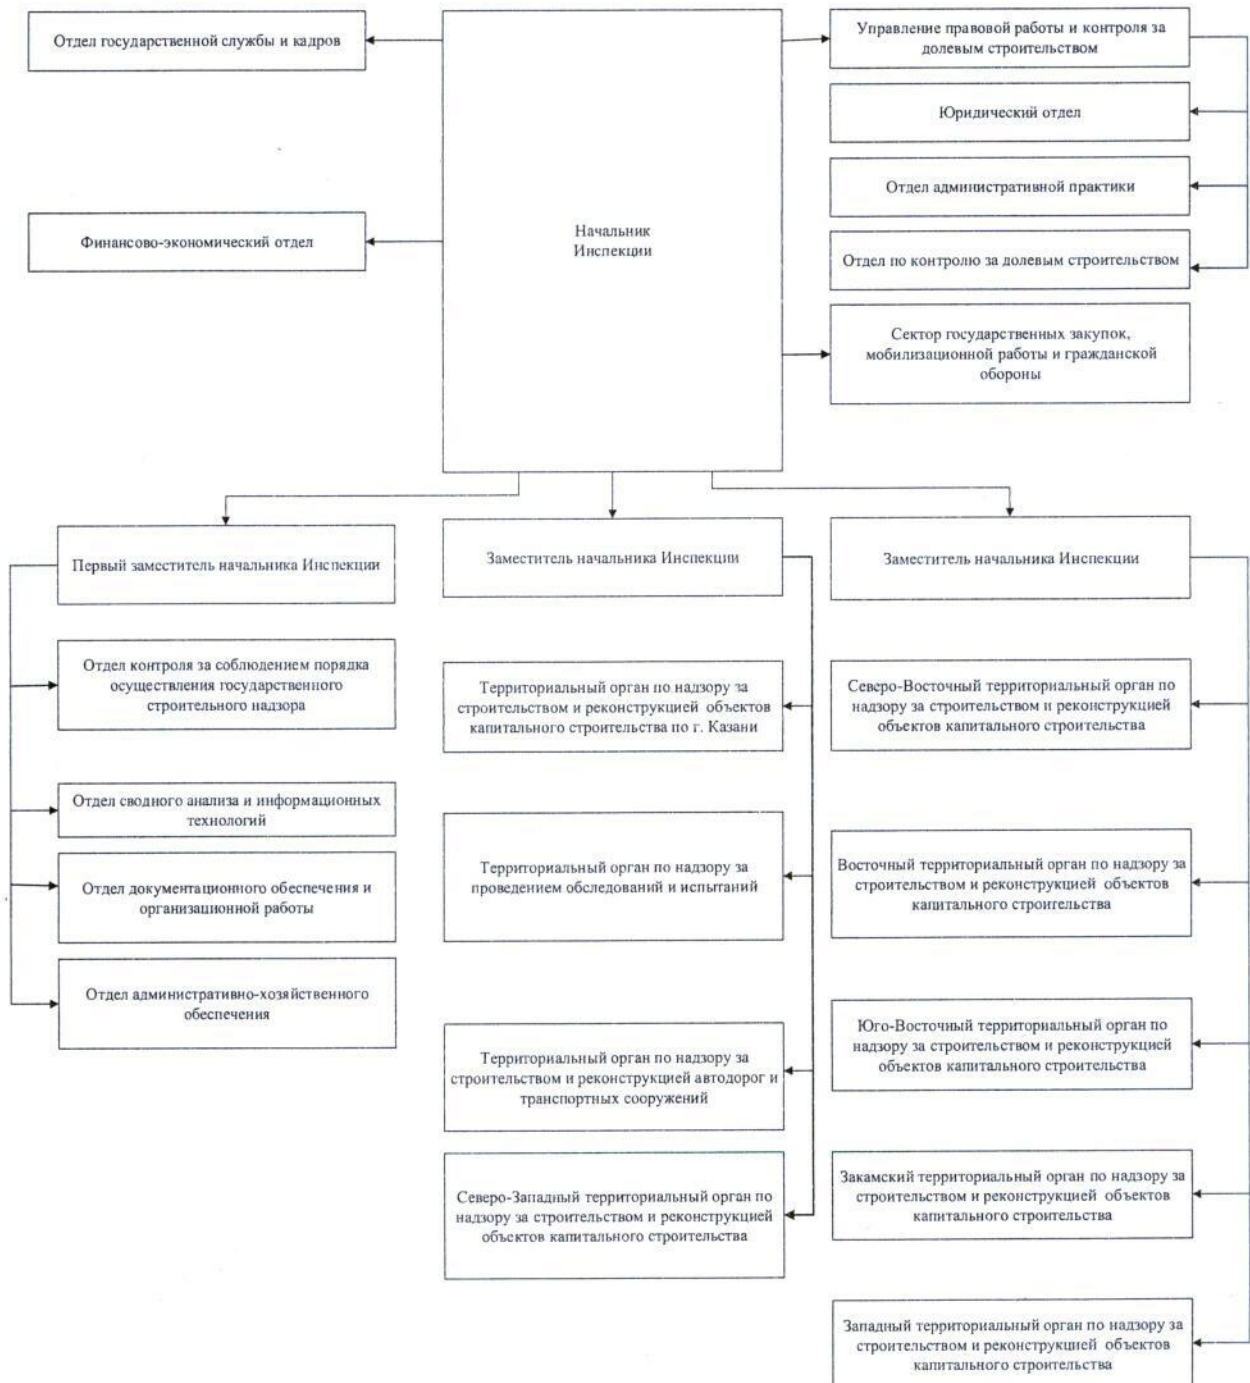 Отдел государственной службы и кадров
Финансово-экономический отдел
Начальник
Инспекции
Управление правовой работы и контроля за
долевым строительством
Юридический отдел
Отдел административной практики
Отдел по контролю за долевым строительством
Сектор государственных закупок,
мобилизационной работы и гражданской
обороны
Первый заместитель начальника Инспекции
Отдел контроля за соблюдением порядка
осуществления государственного
строительного надзора
Отдел сводного анализа и информационных
технологий
Отдел документационного обеспечения и
организационной работы
Отдел административно-хозяйственного
обеспечения
Заместитель начальника Инспекции
Территориальный орган по надзору за
строительством и реконструкцией объектов
капитального строительства по г. Казани
Территориальный орган по надзору за
проведением обследований и испытаний
Территориальный орган по надзору за
строительством и реконструкцией автодорог и
транспортных сооружений
Северо-Западный территориальный орган по
надзору за строительством и реконструкцией
объектов капитального строительства
Заместитель начальника Инспекции
Северо-Восточный территориальный орган по
надзору за строительством и реконструкцией
объектов капитального строительства
Восточный территориальный орган по надзору за
строительством и реконструкцией объектов
капитального строительства
Юго-Восточный территориальный орган по
надзору за строительством и реконструкцией
объектов капитального строительства
Закамский территориальный орган по надзору за
строительством и реконструкцией объектов
капитального строительства
Западный территориальный орган по надзору за
строительством и реконструкцией объектов
капитального строительства